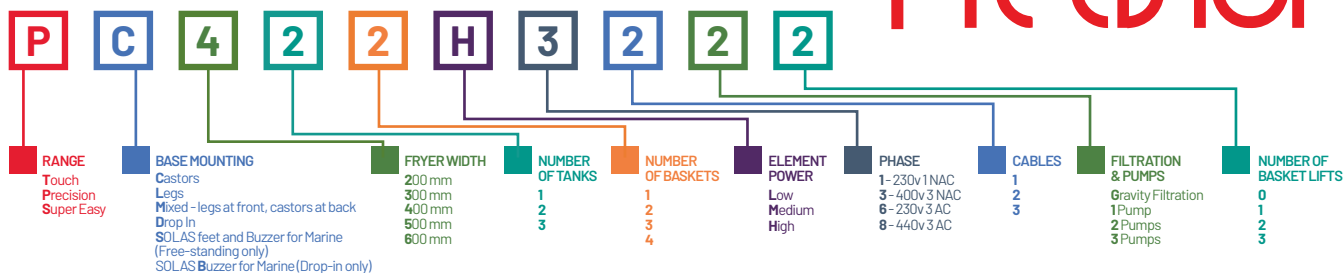 P C 4 2 2 H 3 2 2 2
RANGE
Touch
Precision
Super Easy
BASE MOUNTING
Castors
Legs
Mixed - legs at front, castors at back
Drop In
SOLAS feet and Buzzer for Marine
(Free-standing only)
SOLAS Buzzer for Marine (Drop-in only)
FRYER WIDTH
200 mm
300 mm
400 mm
500 mm
600 mm
NUMBER
OF TANKS
1
2
3
NUMBER
OF BASKETS
1
2
3
4
ELEMENT
POWER
Low
Medium
High
PHASE
1 - 230v 1 NAC
3 - 400v 3 NAC
6 - 230v 3 AC
8 - 440v 3 AC
CABLES
1
2
3
FILTRATION
& PUMPS
Gravity Filtration
1 Pump
2 Pumps
3 Pumps
NUMBER OF
BASKET LIFTS
0
1
2
3